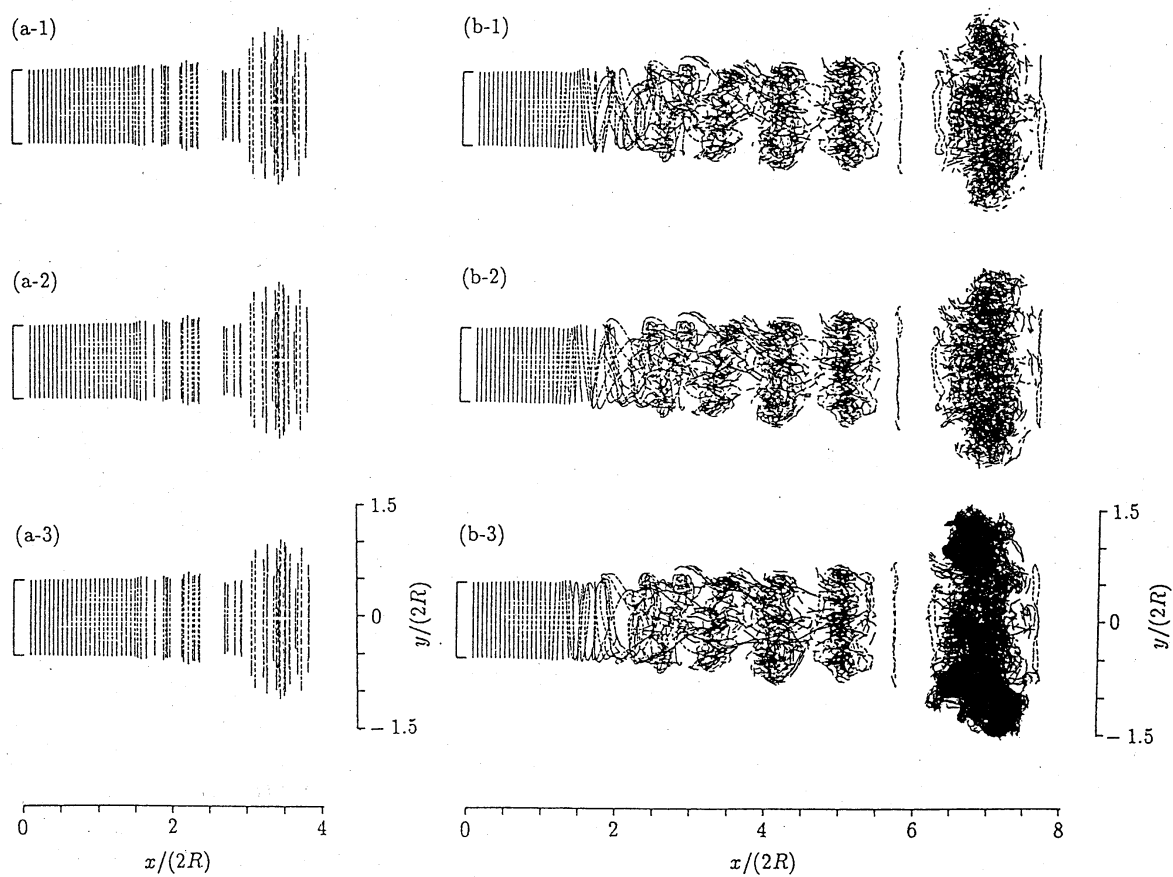 (a-1)
(b-1)
(a-2)
(b-2)
(a-3)
(b-3)
1.5
0
− 1.5
y/(2R)
1.5
0
− 1.5
y/(2R)
0 2 4
x/(2R)
0 2 4 6 8
x/(2R)